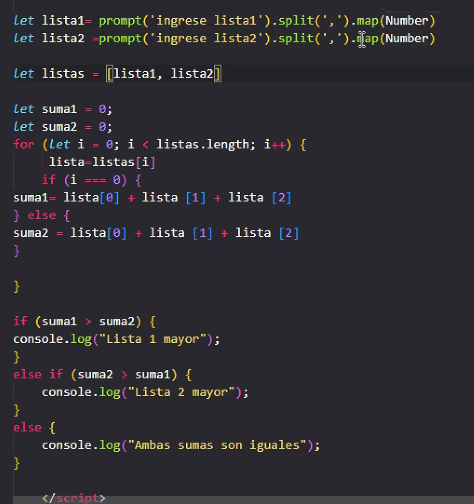 let lista1= prompt('ingrese lista1').split(',').map(Number)
let lista2 =prompt('ingrese lista2').split(',').map(Number)
let listas = [lista1, lista2]
let suma1 = 0;
let suma2 = 0;
for (let i = 0; i < listas.length; i++) {
lista=listas[i]
if (i === 0) {
suma1= lista[0] + lista [1] + lista [2]
} else {
suma2 = lista[0] + lista [1] + lista [2]
}
}
if (suma1 > suma2) {
console.log("Lista 1 mayor");
}
else if (suma2 > suma1) {
console.log("Lista 2 mayor");
}
else {
console.log("Ambas sumas son iguales");
}
</script>